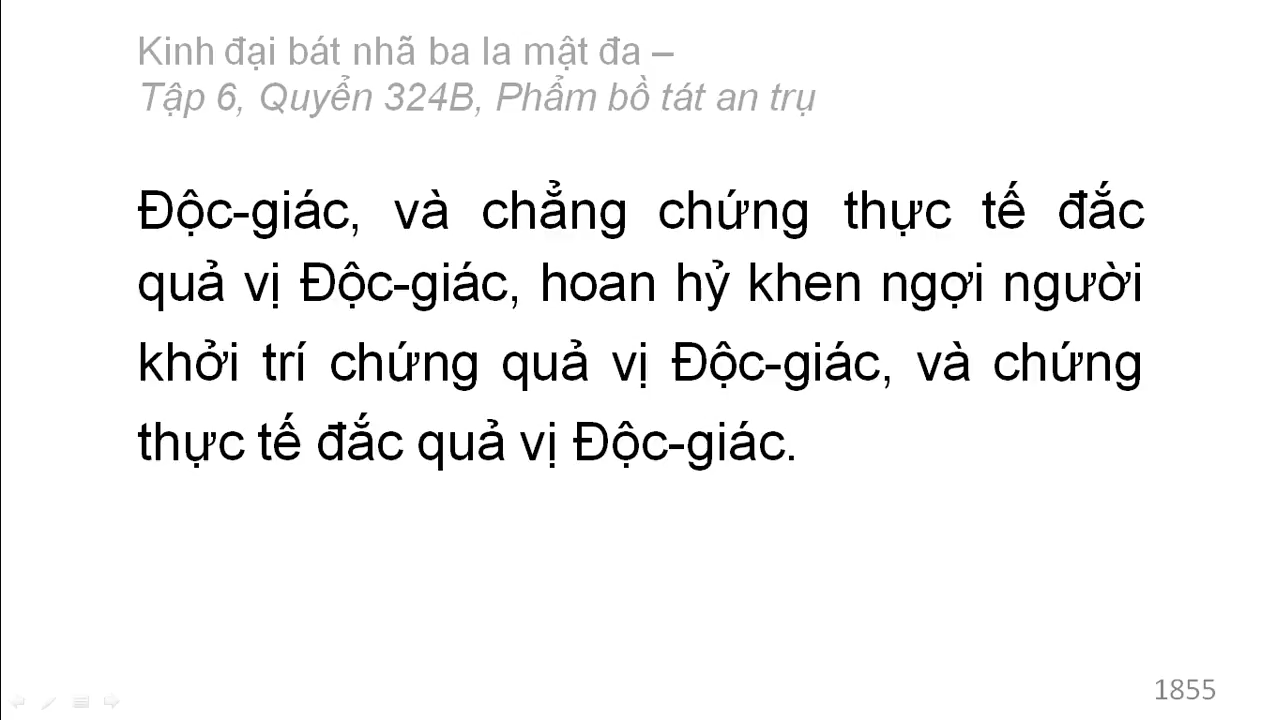 Kinh đại bát nhã ba la mật đa –
Tập 6, Quyển 324B, Phẩm bồ tát an trụ
Độc-giác, và chẳng chứng thực tế đắc
quả vị Độc-giác, hoan hỷ khen ngợi người
khởi trí chứng quả vị Độc-giác, và chứng
thực tế đắc quả vị Độc-giác.
1855